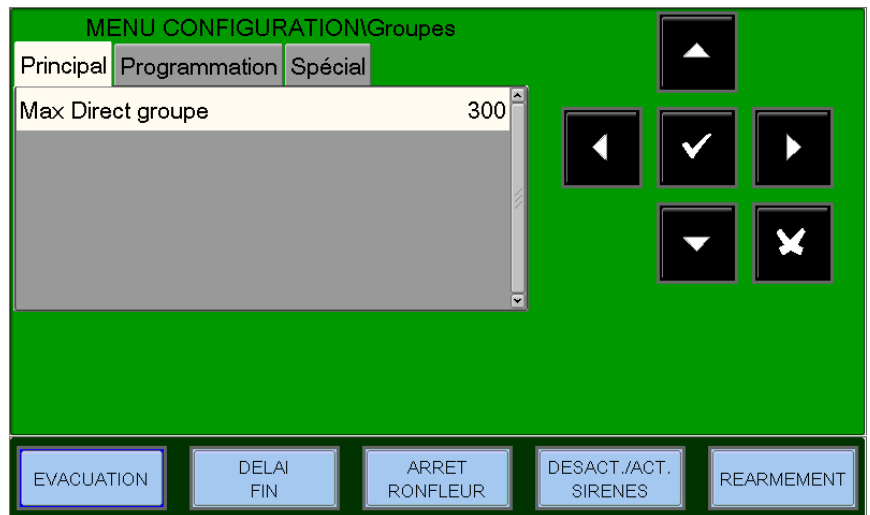 MENU CONFIGURATION\Groupes
Principal Programmation Spécial
Max Direct groupe 300
EVACUATION
DELAI
FIN
ARRET
RONFLEUR
DESACT./ACT.
SIRENES
REARMEMENT